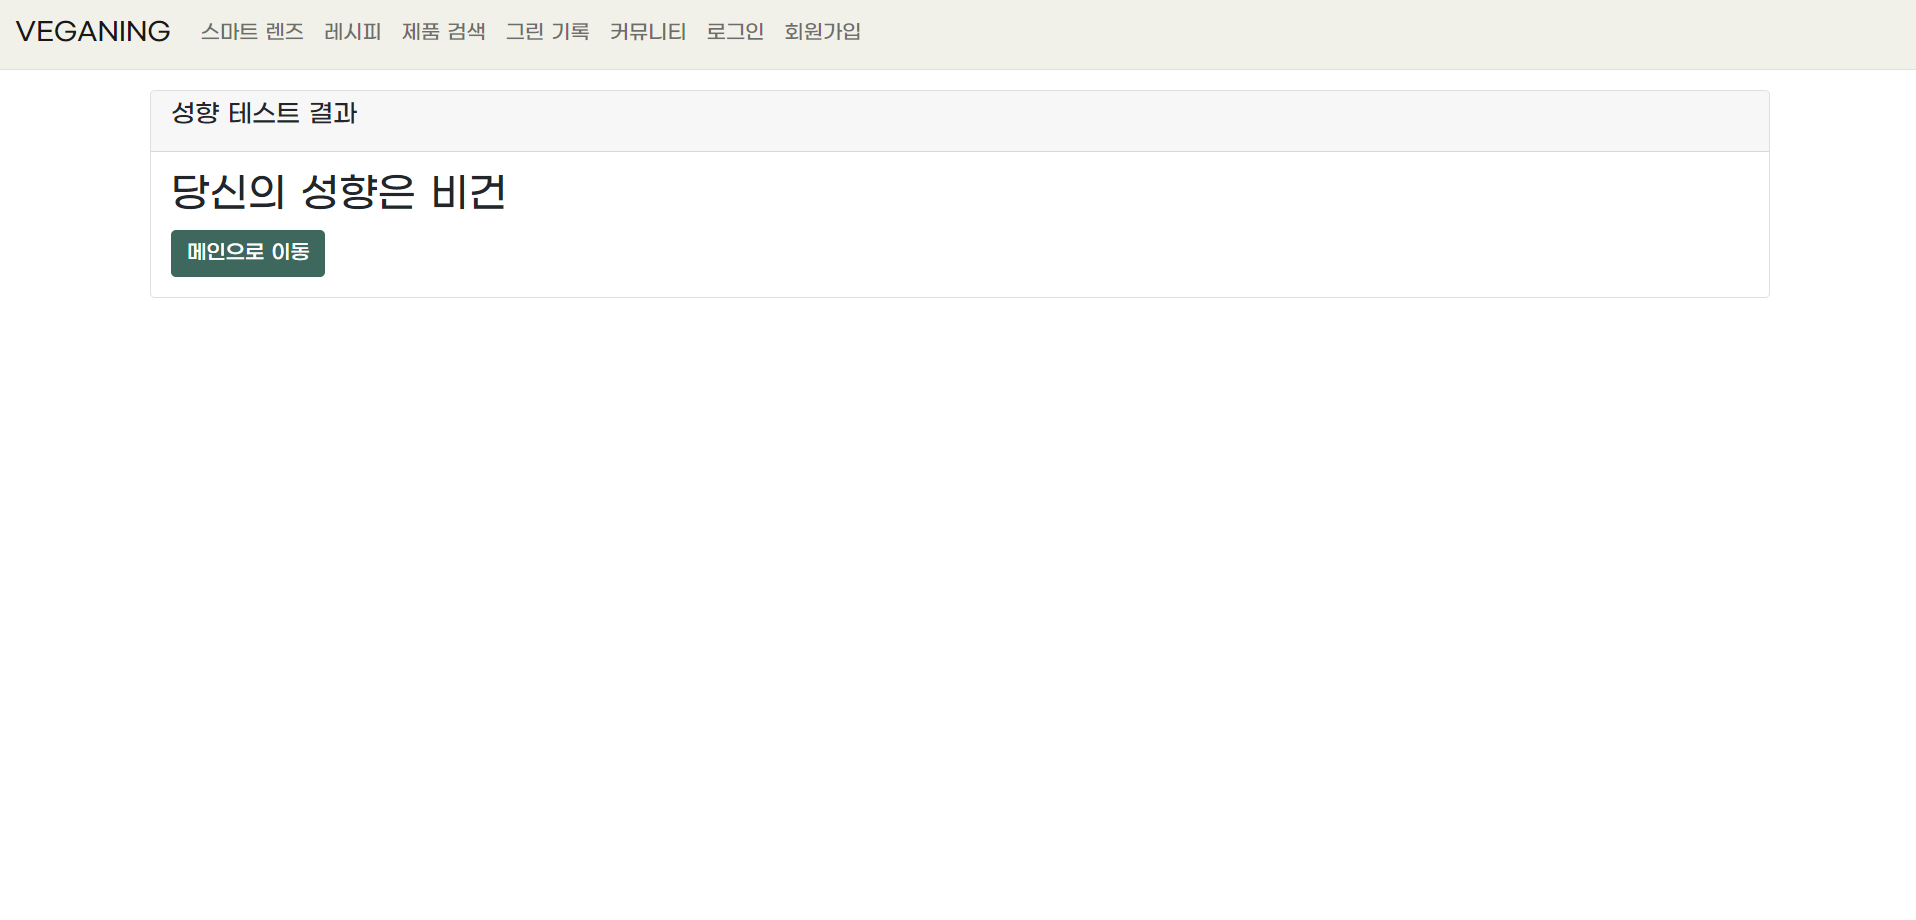 VEGANING 스마트 렌즈 레시피 제품 검색 그린 기록 커뮤니티 로그인 회원가입
성향 테스트 결과
당신의 성향은 비건
메인으로 이동